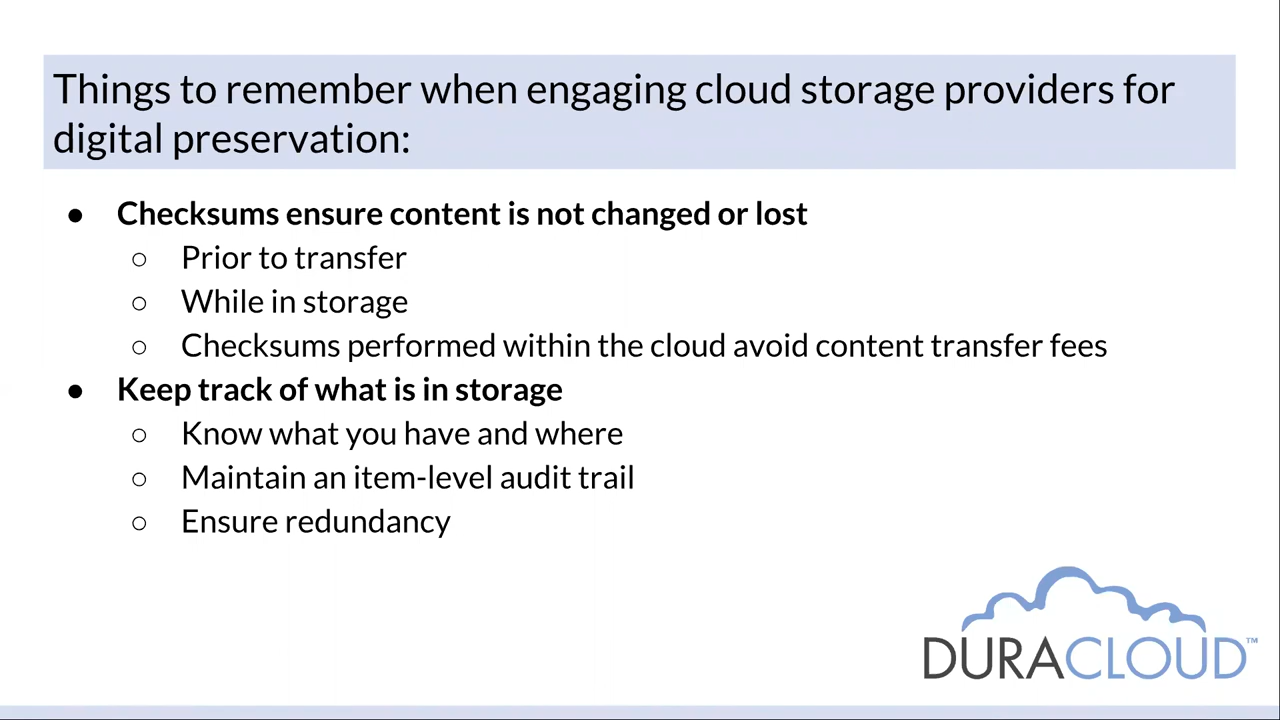 Things to remember when engaging cloud storage providers for
digital preservation:
● Checksums ensure content is not changed or lost
○ Prior to transfer
○ While in storage
○ Checksums performed within the cloud avoid content transfer fees
● Keep track of what is in storage
○ Know what you have and where
○ Maintain an item-level audit trail
○ Ensure redundancy
DURACLOUD™